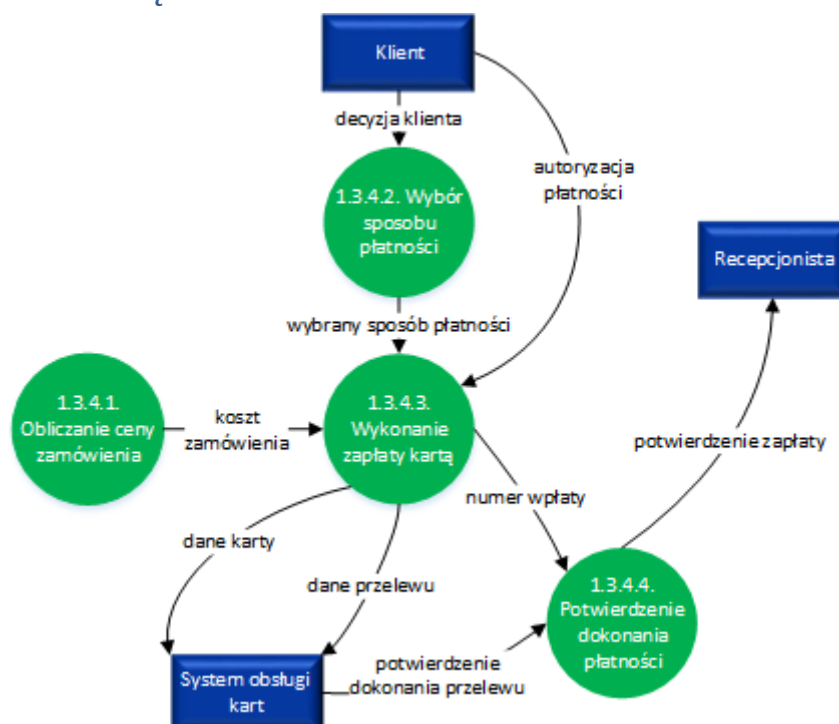 Klient
decyzja klienta
autoryzacja
płatności
1.3.4.2. Wybór
sposobu
płatności
Recepcjonista
wybrany sposób płatności
1.3.4.1.
Obliczanie ceny
zamówienia
koszt
zamówienia
1.3.4.3.
Wykonanie
zapłaty kartą
potwierdzenie zapłaty
numer wpłaty
dane karty
dane przelewu
1.3.4.4.
Potwierdzenie
dokonania
płatności
System obsługi
kart
potwierdzenie
dokonania przelewu